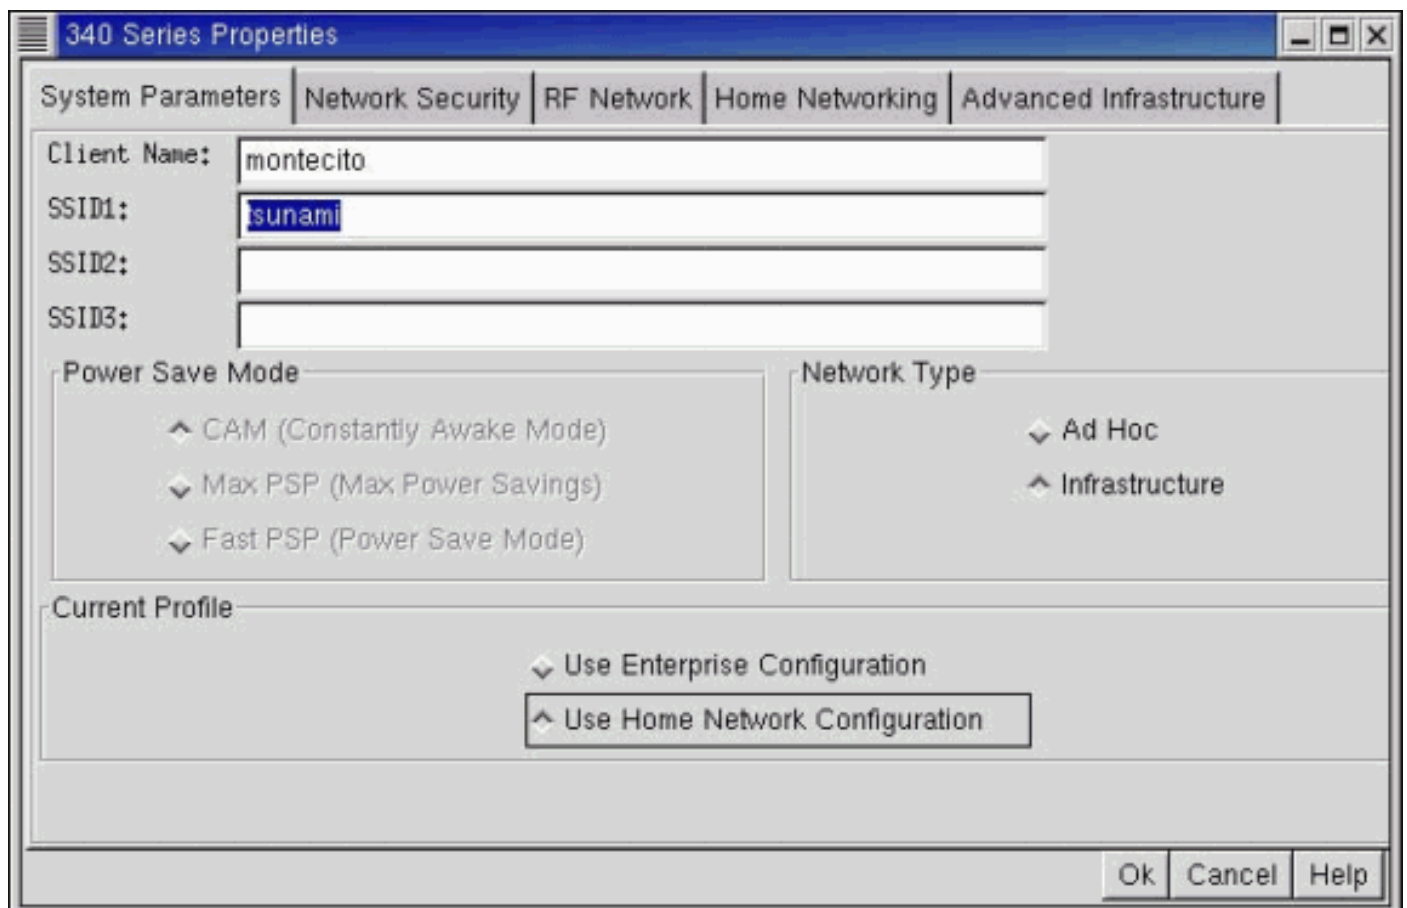 340 Series Properties
System Parameters Network Security RF Network Home Networking Advanced Infrastructure
Client Name: montecito
SSID1: tsunami
SSID2:
SSID3:
Power Save Mode
CAM (Constantly Awake Mode)
Max PSP (Max Power Savings)
Fast PSP (Power Save Mode)
Network Type
Ad Hoc
Infrastructure
Current Profile
Use Enterprise Configuration
Use Home Network Configuration
Ok Cancel Help